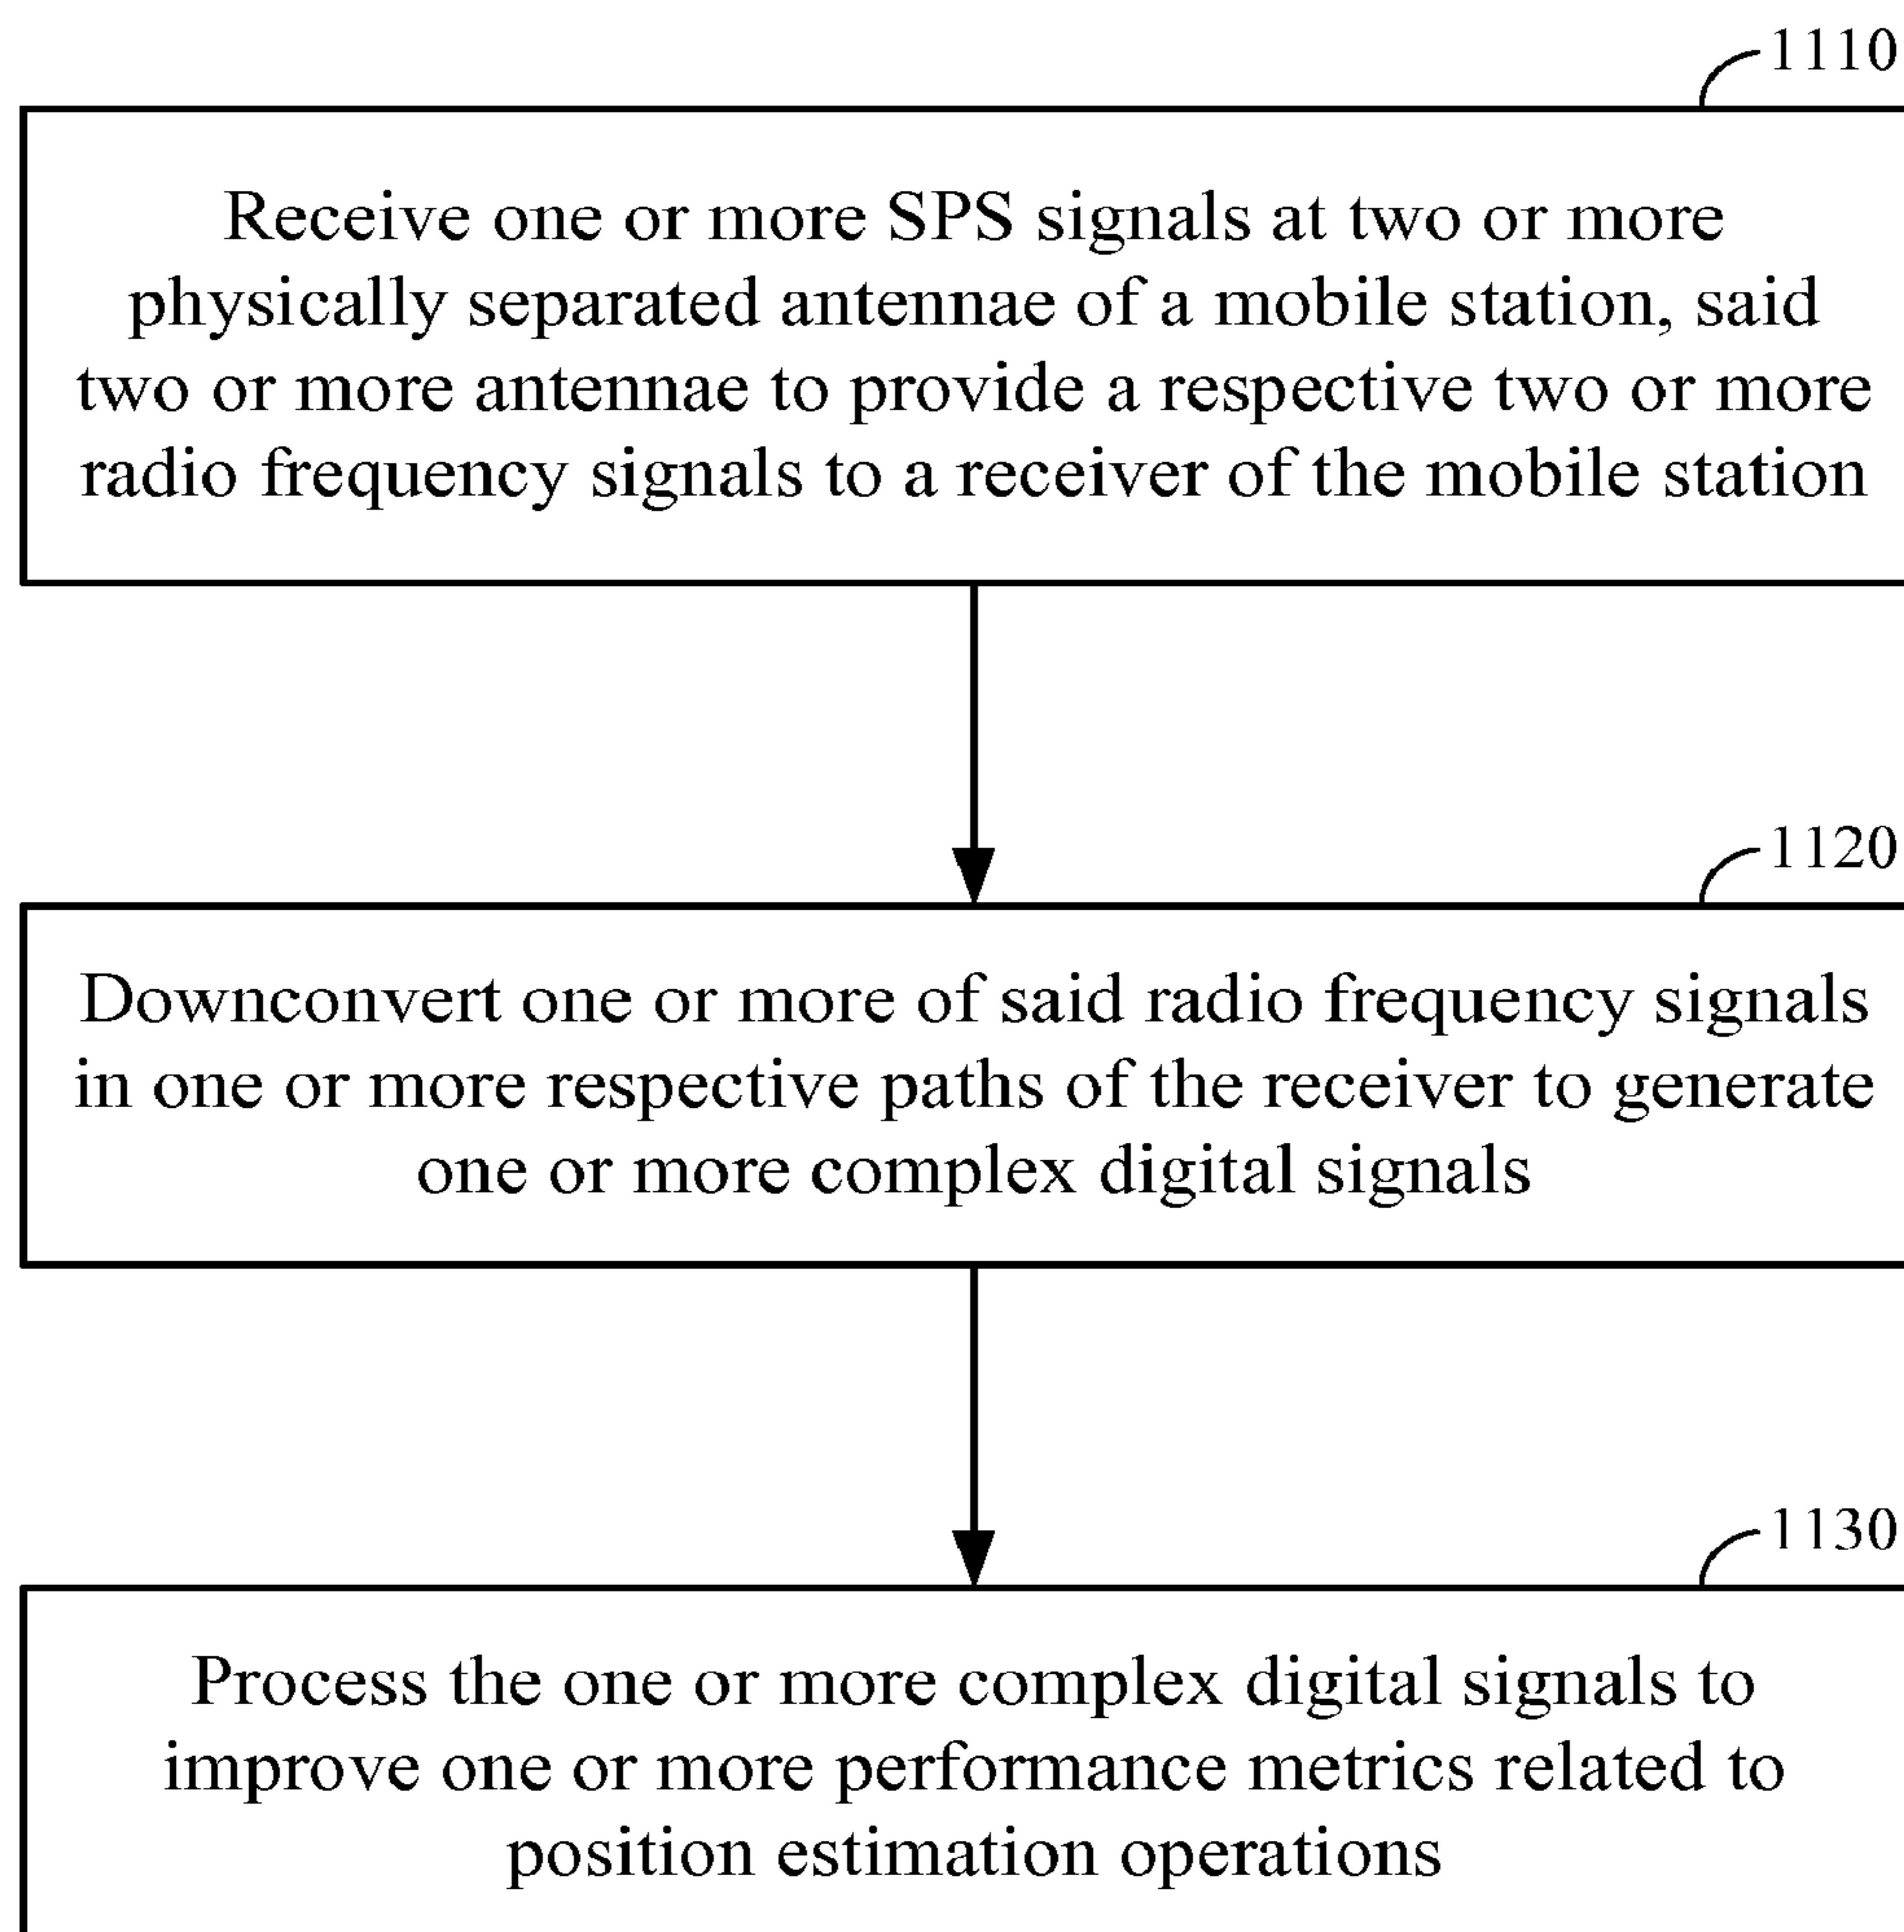 1110
Receive one or more SPS signals at two or more
physically separated antennae of a mobile station, said
two or more antennae to provide a respective two or more
radio frequency signals to a receiver of the mobile station
1120
Downconvert one or more of said radio frequency signals
in one or more respective paths of the receiver to generate
one or more complex digital signals
1130
Process the one or more complex digital signals to
improve one or more performance metrics related to
position estimation operations